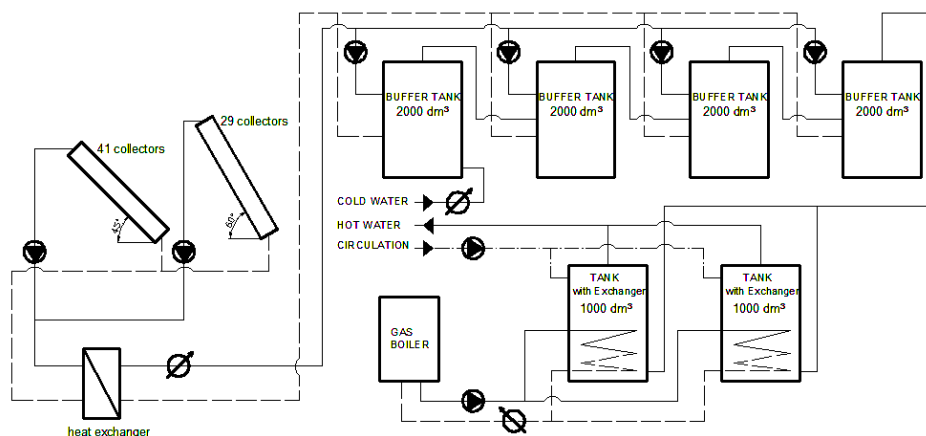 BUFFER TANK
2000 dm³
BUFFER TANK
2000 dm³
BUFFER TANK
2000 dm³
BUFFER TANK
2000 dm³
29 collectors
41 collectors
45°
60°
COLD WATER
HOT WATER
CIRCULATION
TANK
with Exchanger
1000 dm³
TANK
with Exchanger
1000 dm³
GAS
BOILER
heat exchanger